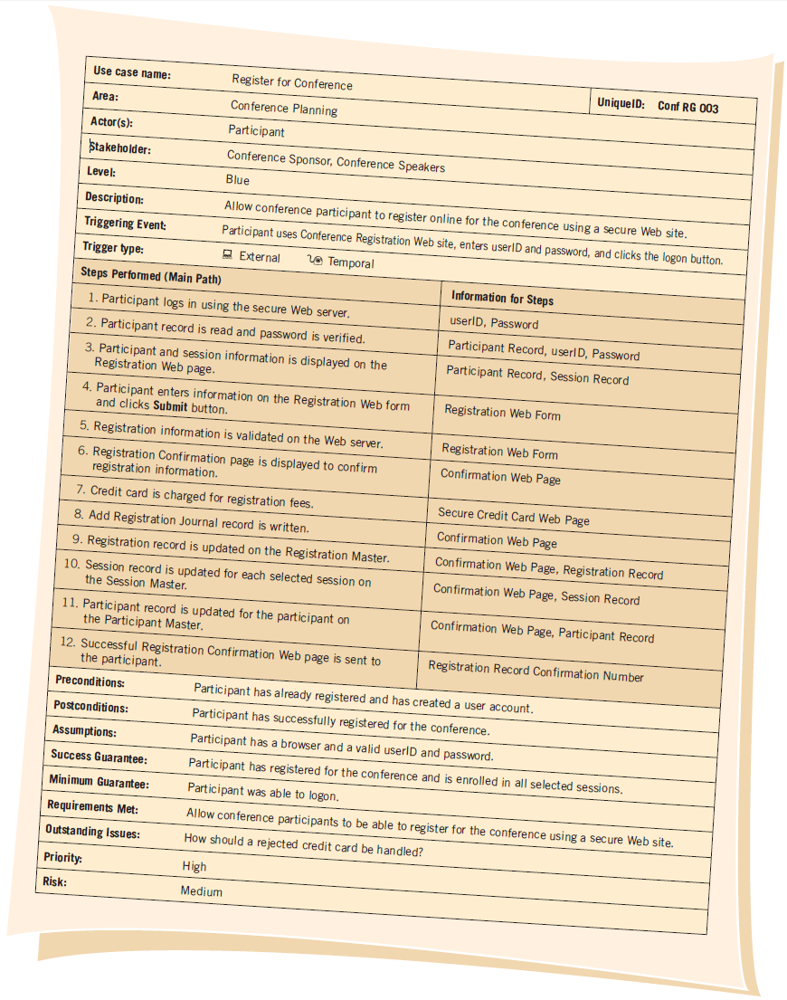 Use case name: Register for Conference UniqueID: Conf RG 003
Area: Conference Planning
Actor(s): Participant
Stakeholder: Conference Sponsor, Conference Speakers
Level: Blue
Description: Allow conference participant to register online for the conference using a secure Web site.
Triggering Event: Participant uses Conference Registration Web site, enters userID and password, and clicks the logon button.
Trigger type: External Temporal
Steps Performed (Main Path) Information for Steps
1. Participant logs in using the secure Web server. userID, Password
2. Participant record is read and password is verified. Participant Record, userID, Password
3. Participant and session information is displayed on the Participant Record, Session Record
Registration Web page.
4. Participant enters information on the Registration Web form Registration Web Form
and clicks Submit button.
5. Registration information is validated on the Web server. Registration Web Form
6. Registration Confirmation page is displayed to confirm Confirmation Web Page
registration information.
7. Credit card is charged for registration fees. Secure Credit Card Web Page
8. Add Registration Journal record is written. Confirmation Web Page
9. Registration record is updated on the Registration Master. Confirmation Web Page, Registration Record
10. Session record is updated for each selected session on Confirmation Web Page, Session Record
the Session Master.
11. Participant record is updated for the participant on Confirmation Web Page, Participant Record
the Participant Master.
12. Successful Registration Confirmation Web page is sent to Registration Record Confirmation Number
the participant.
Preconditions: Participant has already registered and has created a user account.
Postconditions: Participant has successfully registered for the conference.
Assumptions: Participant has a browser and a valid userID and password.
Success Guarantee: Participant has registered for the conference and is enrolled in all selected sessions.
Minimum Guarantee: Participant was able to logon.
Requirements Met: Allow conference participants to be able to register for the conference using a secure Web site.
Outstanding Issues: How should a rejected credit card be handled?
Priority: High
Risk: Medium